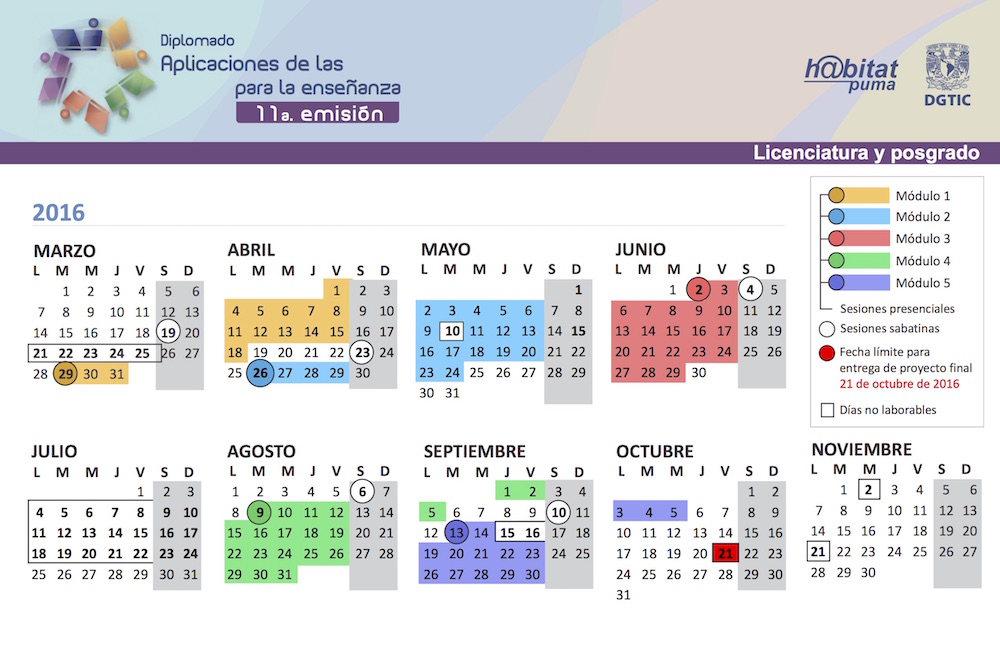 Diplomado
Aplicaciones de las
para la enseñanza
11a. emisión
h@bitat
puma
DGTIC
Licenciatura y posgrado
2016
MARZO
L M M J V S D
1 2 3 4 5 6
7 8 9 10 11 12 13
14 15 16 17 18 19 20
21 22 23 24 25 26 27
28 29 30 31
ABRIL
L M M J V S D
1 2 3
4 5 6 7 8 9 10
11 12 13 14 15 16 17
18 19 20 21 22 23 24
25 26 27 28 29 30
MAYO
L M M J V S D
1
2 3 4 5 6 7 8
9 10 11 12 13 14 15
16 17 18 19 20 21 22
23 24 25 26 27 28 29
30 31
JUNIO
L M M J V S D
1 2 3 4 5
6 7 8 9 10 11 12
13 14 15 16 17 18 19
20 21 22 23 24 25 26
27 28 29 30
Módulo 1
Módulo 2
Módulo 3
Módulo 4
Módulo 5
Sesiones presenciales
Sesiones sabatinas
Fecha límite para
entrega de proyecto final
21 de octubre de 2016
Días no laborables
JULIO
L M M J V S D
1 2 3
4 5 6 7 8 9 10
11 12 13 14 15 16 17
18 19 20 21 22 23 24
25 26 27 28 29 30 31
AGOSTO
L M M J V S D
1 2 3 4 5 6 7
8 9 10 11 12 13 14
15 16 17 18 19 20 21
22 23 24 25 26 27 28
29 30 31
SEPTIEMBRE
L M M J V S D
1 2 3 4
5 6 7 8 9 10 11
12 13 14 15 16 17 18
19 20 21 22 23 24 25
26 27 28 29 30
OCTUBRE
L M M J V S D
1 2
3 4 5 6 7 8 9
10 11 12 13 14 15 16
17 18 19 20 21 22 23
24 25 26 27 28 29 30
31
NOVIEMBRE
L M M J V S D
1 2 3 4 5 6
7 8 9 10 11 12 13
14 15 16 17 18 19 20
21 22 23 24 25 26 27
28 29 30